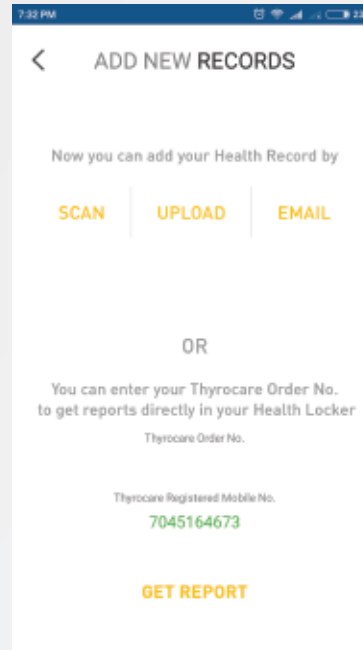 7:32 PM 23
ADD NEW RECORDS
Now you can add your Health Record by
SCAN UPLOAD EMAIL
OR
You can enter your Thyrocare Order No.
to get reports directly in your Health Locker
Thyrocare Order No.
Thyrocare Registered Mobile No.
7045164673
GET REPORT